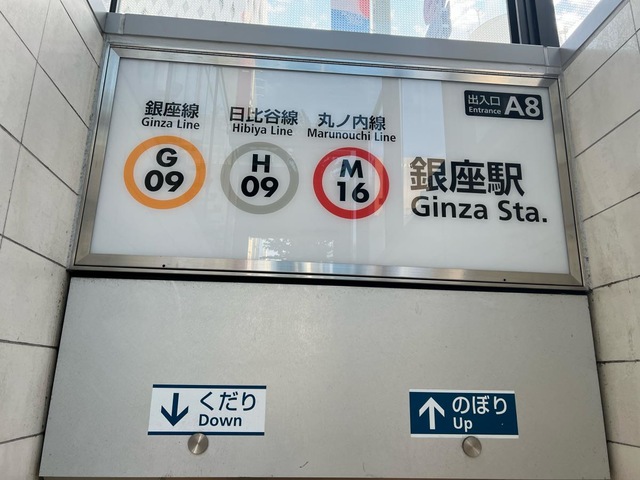 銀座線
Ginza Line
G
09
日比谷線
Hibiya Line
H
09
丸ノ内線
Marunouchi Line
M
16
出入口
Entrance
A8
銀座駅
Ginza Sta.
↓ くだり
Down
↑ のぼり
Up